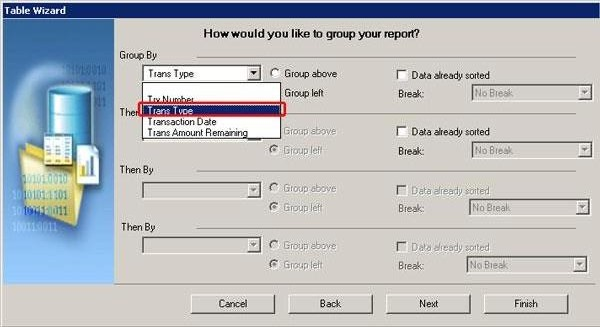 Table Wizard
How would you like to group your report?
Group By
Trans Type
Group above
Data already sorted
Trx Number
Group left
Break:
No Break
Trans Type
Transaction Date
Trans Amount Remaining
Group above
Data already sorted
Group left
Break:
No Break
Then By
Group above
Data already sorted
Group left
Break:
No Break
Then By
Group above
Data already sorted
Group left
Break:
No Break
Cancel
Back
Next
Finish